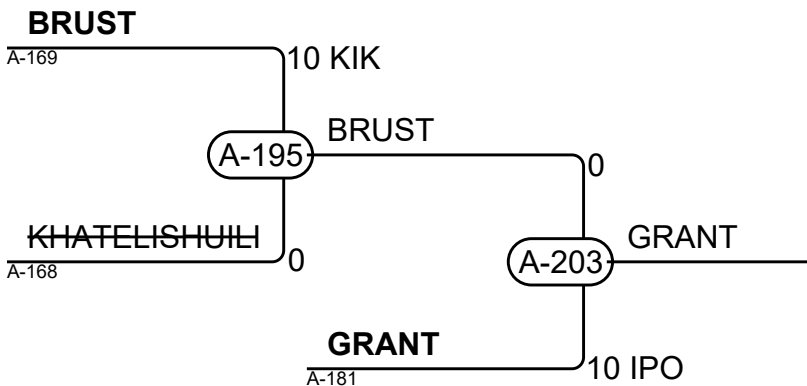 BRUST
A-169
10 KIK
BRUST
A-195
0
KHATELISHUILI
A-168
0
GRANT
A-203
GRANT
A-181
10 IPO